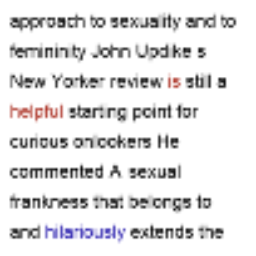 approach to sexuality and to
femininity John Updike s
New Yorker review is still a
helpful starting point for
curious onlookers He
commented A sexual
frankness that belongs to
and hilariously extends the